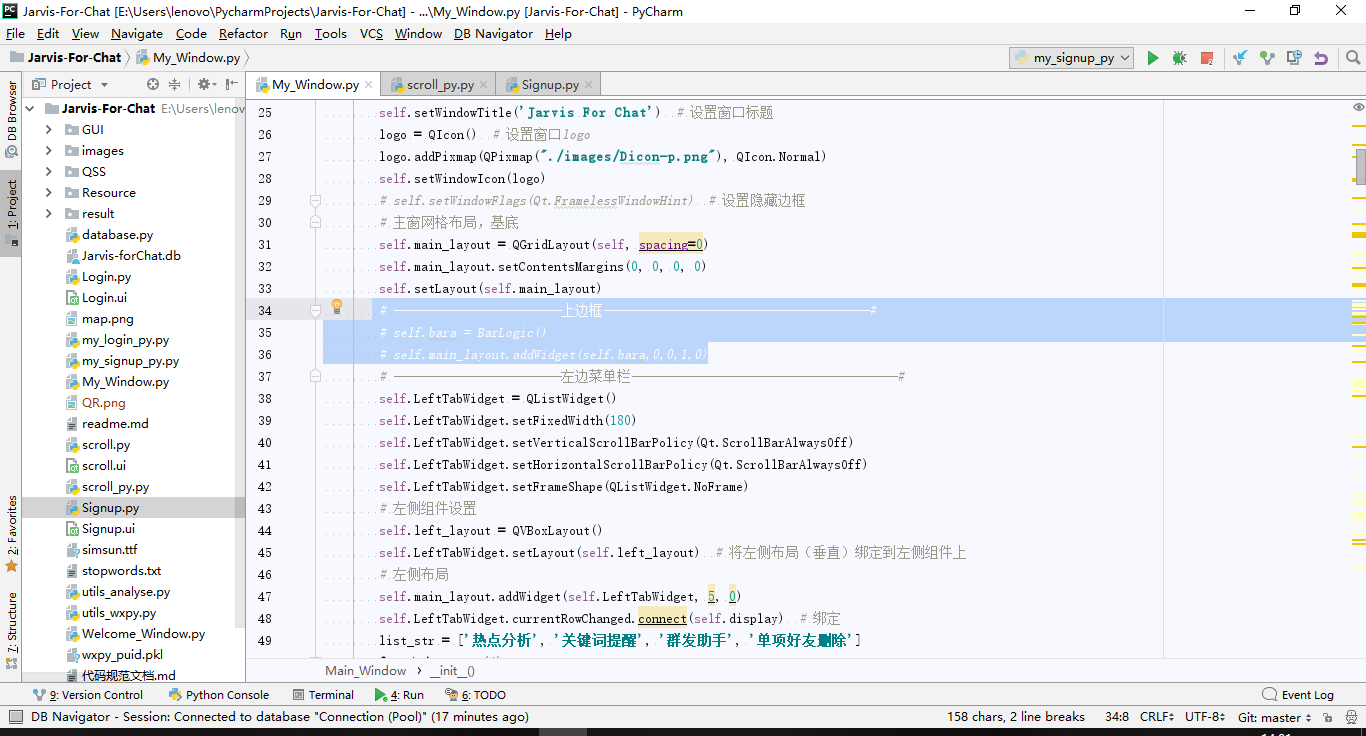 Jarvis-For-Chat [E:\Users\lenovo\PycharmProjects\Jarvis-For-Chat] - ...\My_Window.py [Jarvis-For-Chat] - PyCharm
File Edit View Navigate Code Refactor Run Tools VCS Window DB Navigator Help
Jarvis-For-Chat My_Window.py my_signup_py
Project
My_Window.py scroll_py.py Signup.py
DB Browser
1: Project
2: Favorites
7: Structure
Jarvis-For-Chat E:\Users\lenov
GUI
images
QSS
Resource
result
database.py
Jarvis-forChat.db
Login.py
Login.ui
map.png
my_login_py.py
my_signup_py.py
My_Window.py
QR.png
readme.md
scroll.py
scroll.ui
scroll_py.py
Signup.py
Signup.ui
simsun.ttf
stopwords.txt
utils_analyse.py
utils_wxpy.py
Welcome_Window.py
wxpy_puid.pkl
代码规范文档.md
25 self.setWindowTitle('Jarvis For Chat') # 设置窗口标题
26 logo = QIcon() # 设置窗口logo
27 logo.addPixmap(QPixmap("./images/Dicon-p.png"), QIcon.Normal)
28 self.setWindowIcon(logo)
29 # self.setWindowFlags(Qt.FramelessWindowHint) # 设置隐藏边框
30 # 主窗网格布局，基底
31 self.main_layout = QGridLayout(self, spacing=0)
32 self.main_layout.setContentsMargins(0, 0, 0, 0)
33 self.setLayout(self.main_layout)
34 # ————————————上边框———————————————————#
35 # self.bara = BarLogic()
36 # self.main_layout.addWidget(self.bara,0,0,1,0)
37 # ————————————左边菜单栏———————————————————#
38 self.LeftTabWidget = QListWidget()
39 self.LeftTabWidget.setFixedWidth(180)
40 self.LeftTabWidget.setVerticalScrollBarPolicy(Qt.ScrollBarAlwaysOff)
41 self.LeftTabWidget.setHorizontalScrollBarPolicy(Qt.ScrollBarAlwaysOff)
42 self.LeftTabWidget.setFrameShape(QListWidget.NoFrame)
43 # 左侧组件设置
44 self.left_layout = QVBoxLayout()
45 self.LeftTabWidget.setLayout(self.left_layout) # 将左侧布局（垂直）绑定到左侧组件上
46 # 左侧布局
47 self.main_layout.addWidget(self.LeftTabWidget, 5, 0)
48 self.LeftTabWidget.currentRowChanged.connect(self.display) # 绑定
49 list_str = ['热点分析', '关键词提醒', '群发助手', '单项好友删除']
Main_Window › __init__()
9: Version Control Python Console Terminal 4: Run 6: TODO Event Log
DB Navigator - Session: Connected to database "Connection (Pool)" (17 minutes ago) 158 chars, 2 line breaks 34:8 CRLF UTF-8 Git: master